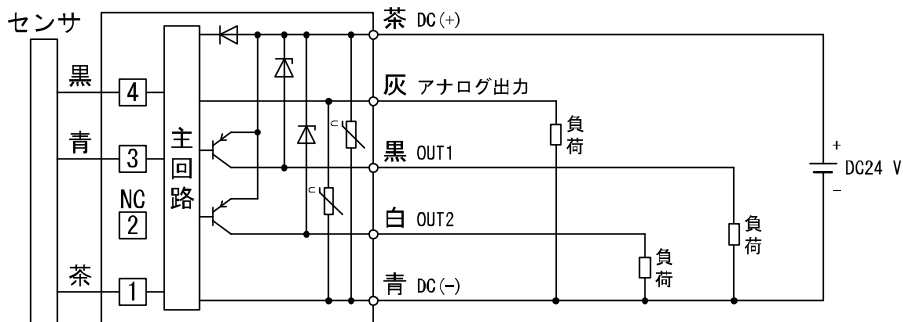 センサ
茶 DC(+)
黒
4
灰 アナログ出力
主回路
負荷
青
3
黒 OUT1
+
DC24 V
-
NC
2
白 OUT2
負荷
負荷
茶
1
青 DC(-)